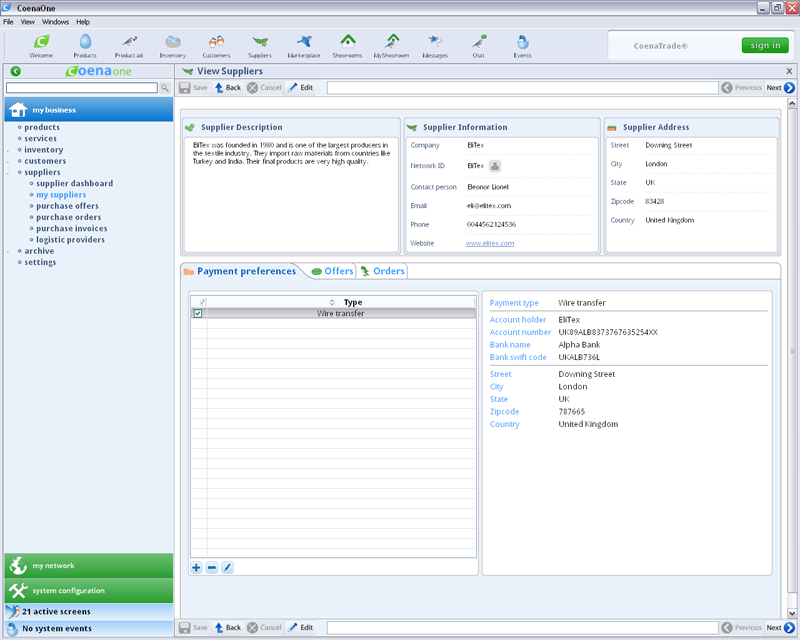 CoenaOne
File View Windows Help
Welcome Products Product ad Inventory Customers Suppliers Marketplace Showrooms MyShowroom Messages Chat Events
CoenaTrade®
sign in
Coenaone
View Suppliers
Save Back Cancel Edit Previous Next
my business
products
services
inventory
customers
suppliers
supplier dashboard
my suppliers
purchase offers
purchase orders
purchase invoices
logistic providers
archive
settings
my network
system configuration
21 active screens
No system events
Supplier Description
EliTex was founded in 1980 and is one of the largest producers in
the textile industry. They import raw materials from countries like
Turkey and India. Their final products are very high quality.
Supplier Information
Company EliTex
Network ID EliTex
Contact person Eleonor Lionel
Email eli@elitex.com
Phone 0044562124536
Website www.elitex.com
Supplier Address
Street Downing Street
City London
State UK
Zipcode 83428
Country United Kingdom
Payment preferences Offers Orders
Type
Wire transfer
Payment type Wire transfer
Account holder EliTex
Account number UK89ALB8373767635254XX
Bank name Alpha Bank
Bank swift code UKALB736L
Street Downing Street
City London
State UK
Zipcode 787665
Country United Kingdom
Save Back Cancel Edit Previous Next